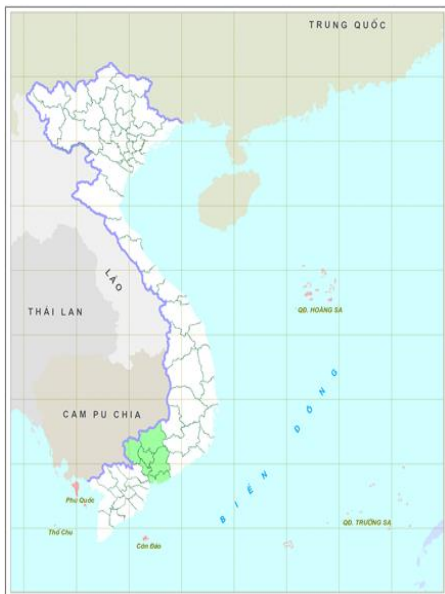 TRUNG QUỐC
LÀO
QĐ. HOÀNG SA
THÁI LAN
CAM PU CHIA
BIỂN ĐÔNG
Phú Quốc
QĐ. TRƯỜNG SA
Thổ Chu
Côn Đảo